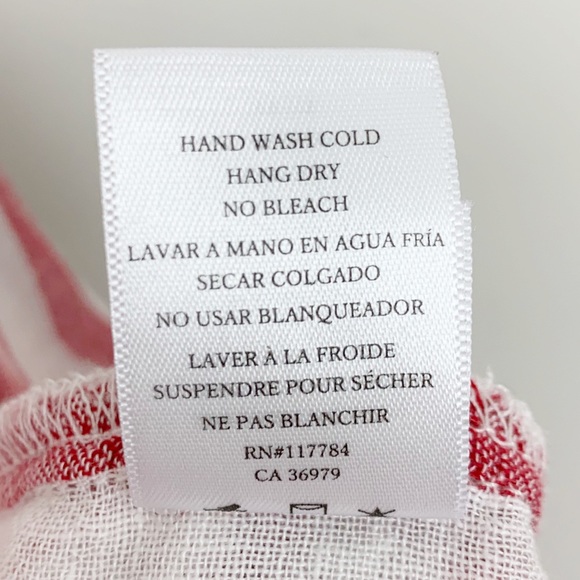 HAND WASH COLD
HANG DRY
NO BLEACH
LAVAR A MANO EN AGUA FRÍA
SECAR COLGADO
NO USAR BLANQUEADOR
LAVER À LA FROIDE
SUSPENDRE POUR SÉCHER
NE PAS BLANCHIR
RN#117784
CA 36979